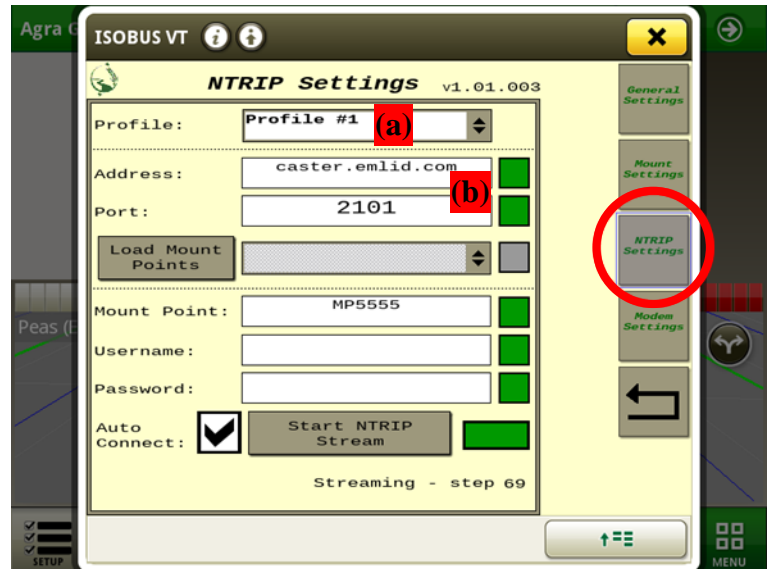 Agra G
ISOBUS VT
NTRIP Settings v1.01.003
Profile: Profile #1 (a)
Address: caster.emlid.com
(b)
Port: 2101
Load Mount
Points
Mount Point: MP5555
Username:
Password:
Auto
Connect:
Start NTRIP
Stream
Streaming - step 69
General
Settings
Mount
Settings
NTRIP
Settings
Modem
Settings
Peas (E
SETUP
MENU